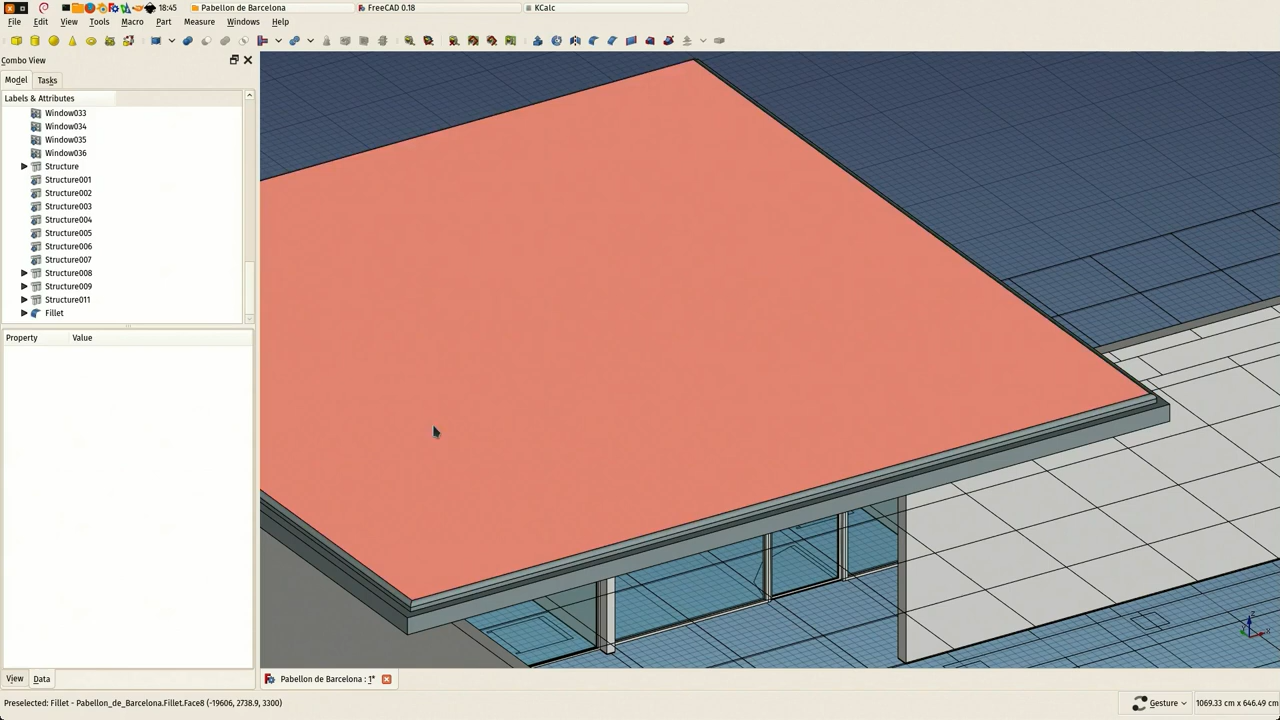 18:45 Pabellon de Barcelona FreeCAD 0.18 KCalc
File Edit View Tools Macro Part Measure Windows Help
Combo View
Model Tasks
Labels & Attributes
Window033
Window034
Window035
Window036
Structure
Structure001
Structure002
Structure003
Structure004
Structure005
Structure006
Structure007
Structure008
Structure009
Structure011
Fillet
Property Value
View Data
Pabellon de Barcelona : 1*
Preselected: Fillet - Pabellon_de_Barcelona.Fillet.Face8 (-19606, 2738.9, 3300)
Gesture
1069.33 cm x 646.49 cm